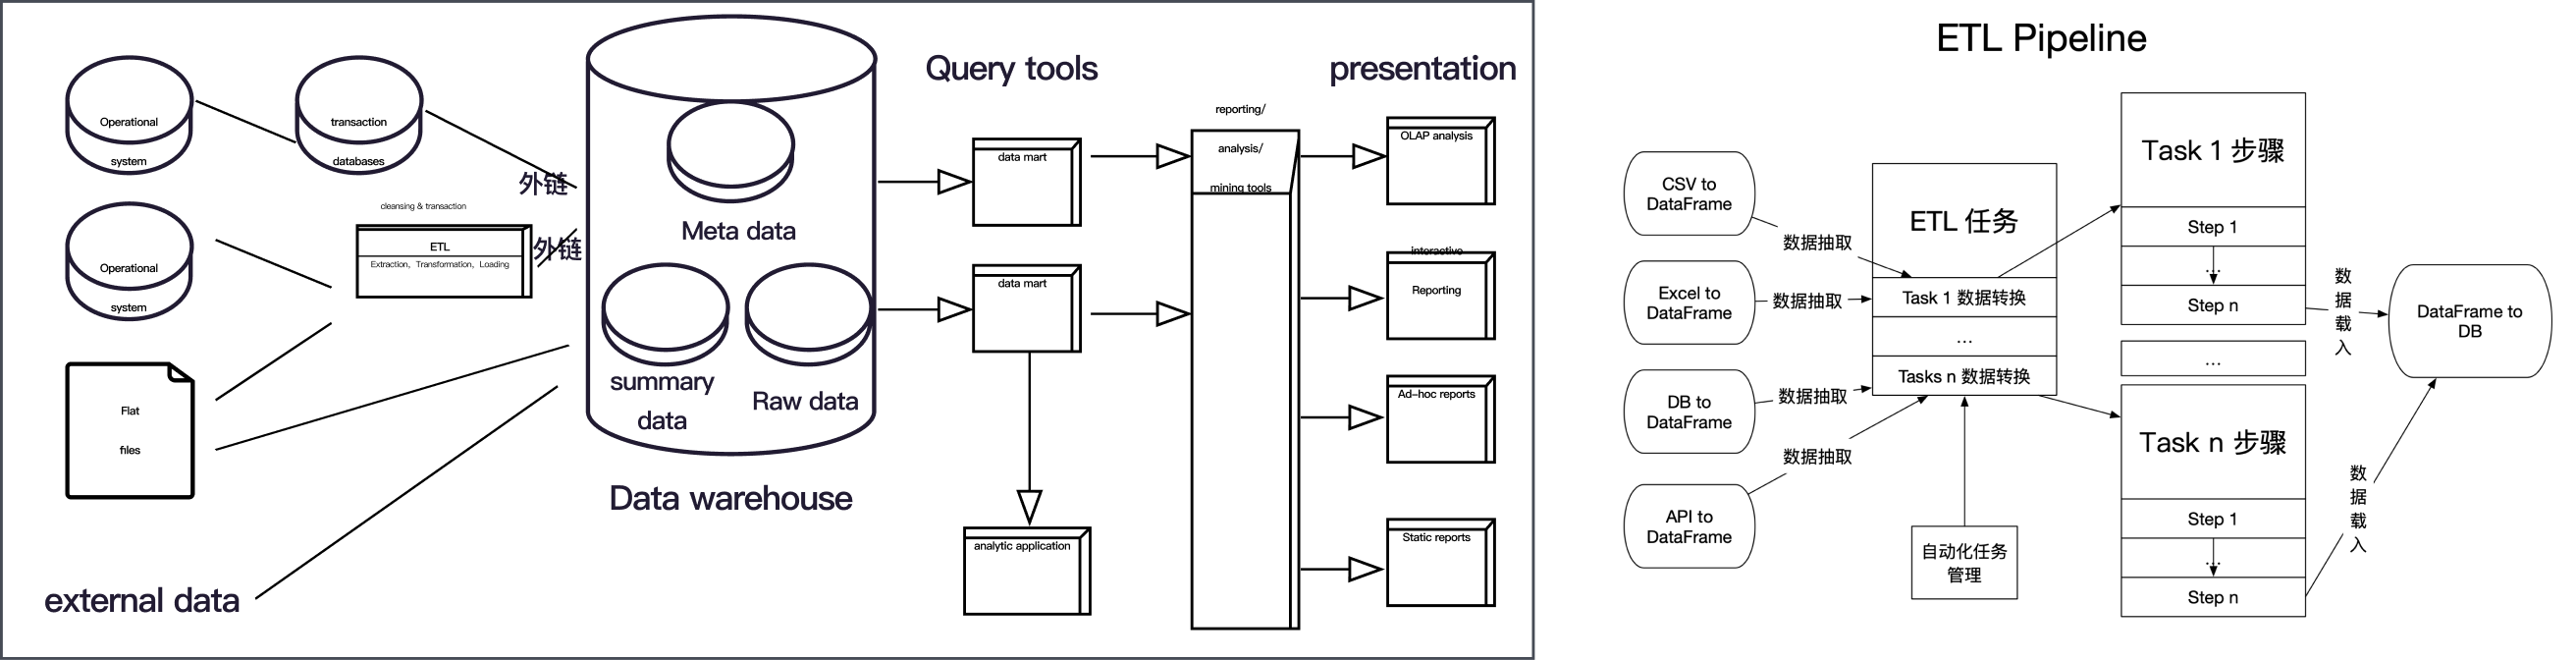 Operational
system
transaction
databases
外链
cleansing & transaction
ETL
Extraction, Transformation, Loading
外链
Operational
system
Flat
files
external data
Meta data
summary
data
Raw data
Data warehouse
Query tools
data mart
data mart
analytic application
reporting/
analysis/
mining tools
presentation
OLAP analysis
interactive
Reporting
Ad-hoc reports
Static reports
ETL Pipeline
CSV to
DataFrame
数据抽取
Excel to
DataFrame
数据抽取
DB to
DataFrame
数据抽取
API to
DataFrame
数据抽取
ETL 任务
Task 1 数据转换
...
Tasks n 数据转换
自动化任务
管理
Task 1 步骤
Step 1
...
Step n
...
Task n 步骤
Step 1
...
Step n
数
据
载
入
数
据
载
入
DataFrame to
DB